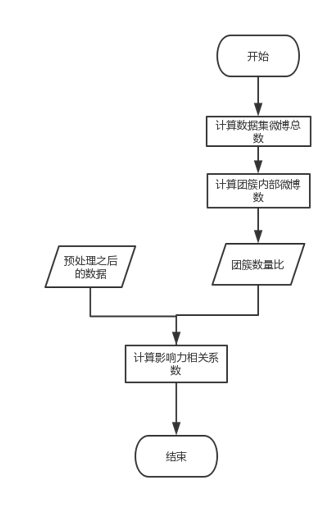 开始
计算数据集微博总
数
计算团簇内部微博
数
预处理之后
的数据
团簇数量比
计算影响力相关系
数
结束